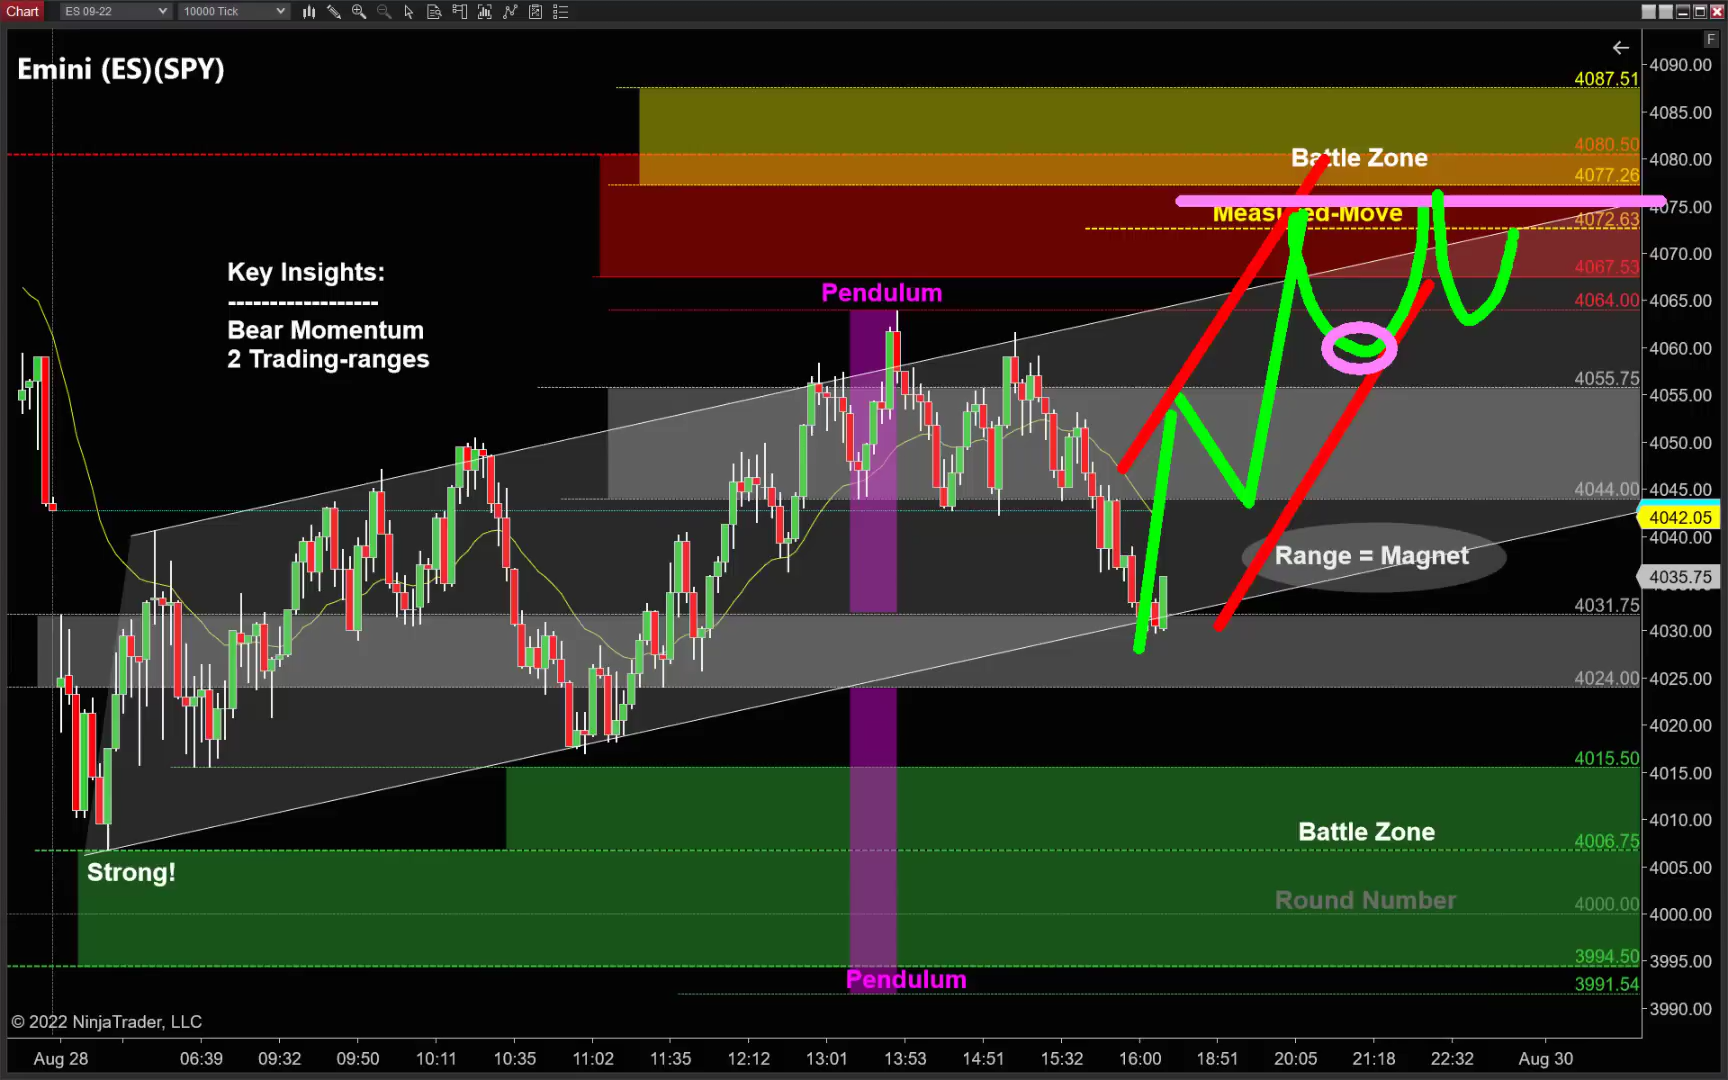 Chart
ES 09-22
10000 Tick
F
Emini (ES)(SPY)
Key Insights:
------------------
Bear Momentum
2 Trading-ranges
Pendulum
Battle Zone
Measured-Move
Range = Magnet
Strong!
Battle Zone
Round Number
Pendulum
4087.51
4080.50
4077.26
4072.63
4067.53
4064.00
4055.75
4044.00
4031.75
4024.00
4015.50
4006.75
4000.00
3994.50
3991.54
4090.00
4085.00
4080.00
4075.00
4070.00
4065.00
4060.00
4055.00
4050.00
4045.00
4042.05
4040.00
4035.75
4030.00
4025.00
4020.00
4015.00
4010.00
4005.00
4000.00
3995.00
3990.00
© 2022 NinjaTrader, LLC
Aug 28 06:39 09:32 09:50 10:11 10:35 11:02 11:35 12:12 13:01 13:53 14:51 15:32 16:00 18:51 20:05 21:18 22:32 Aug 30